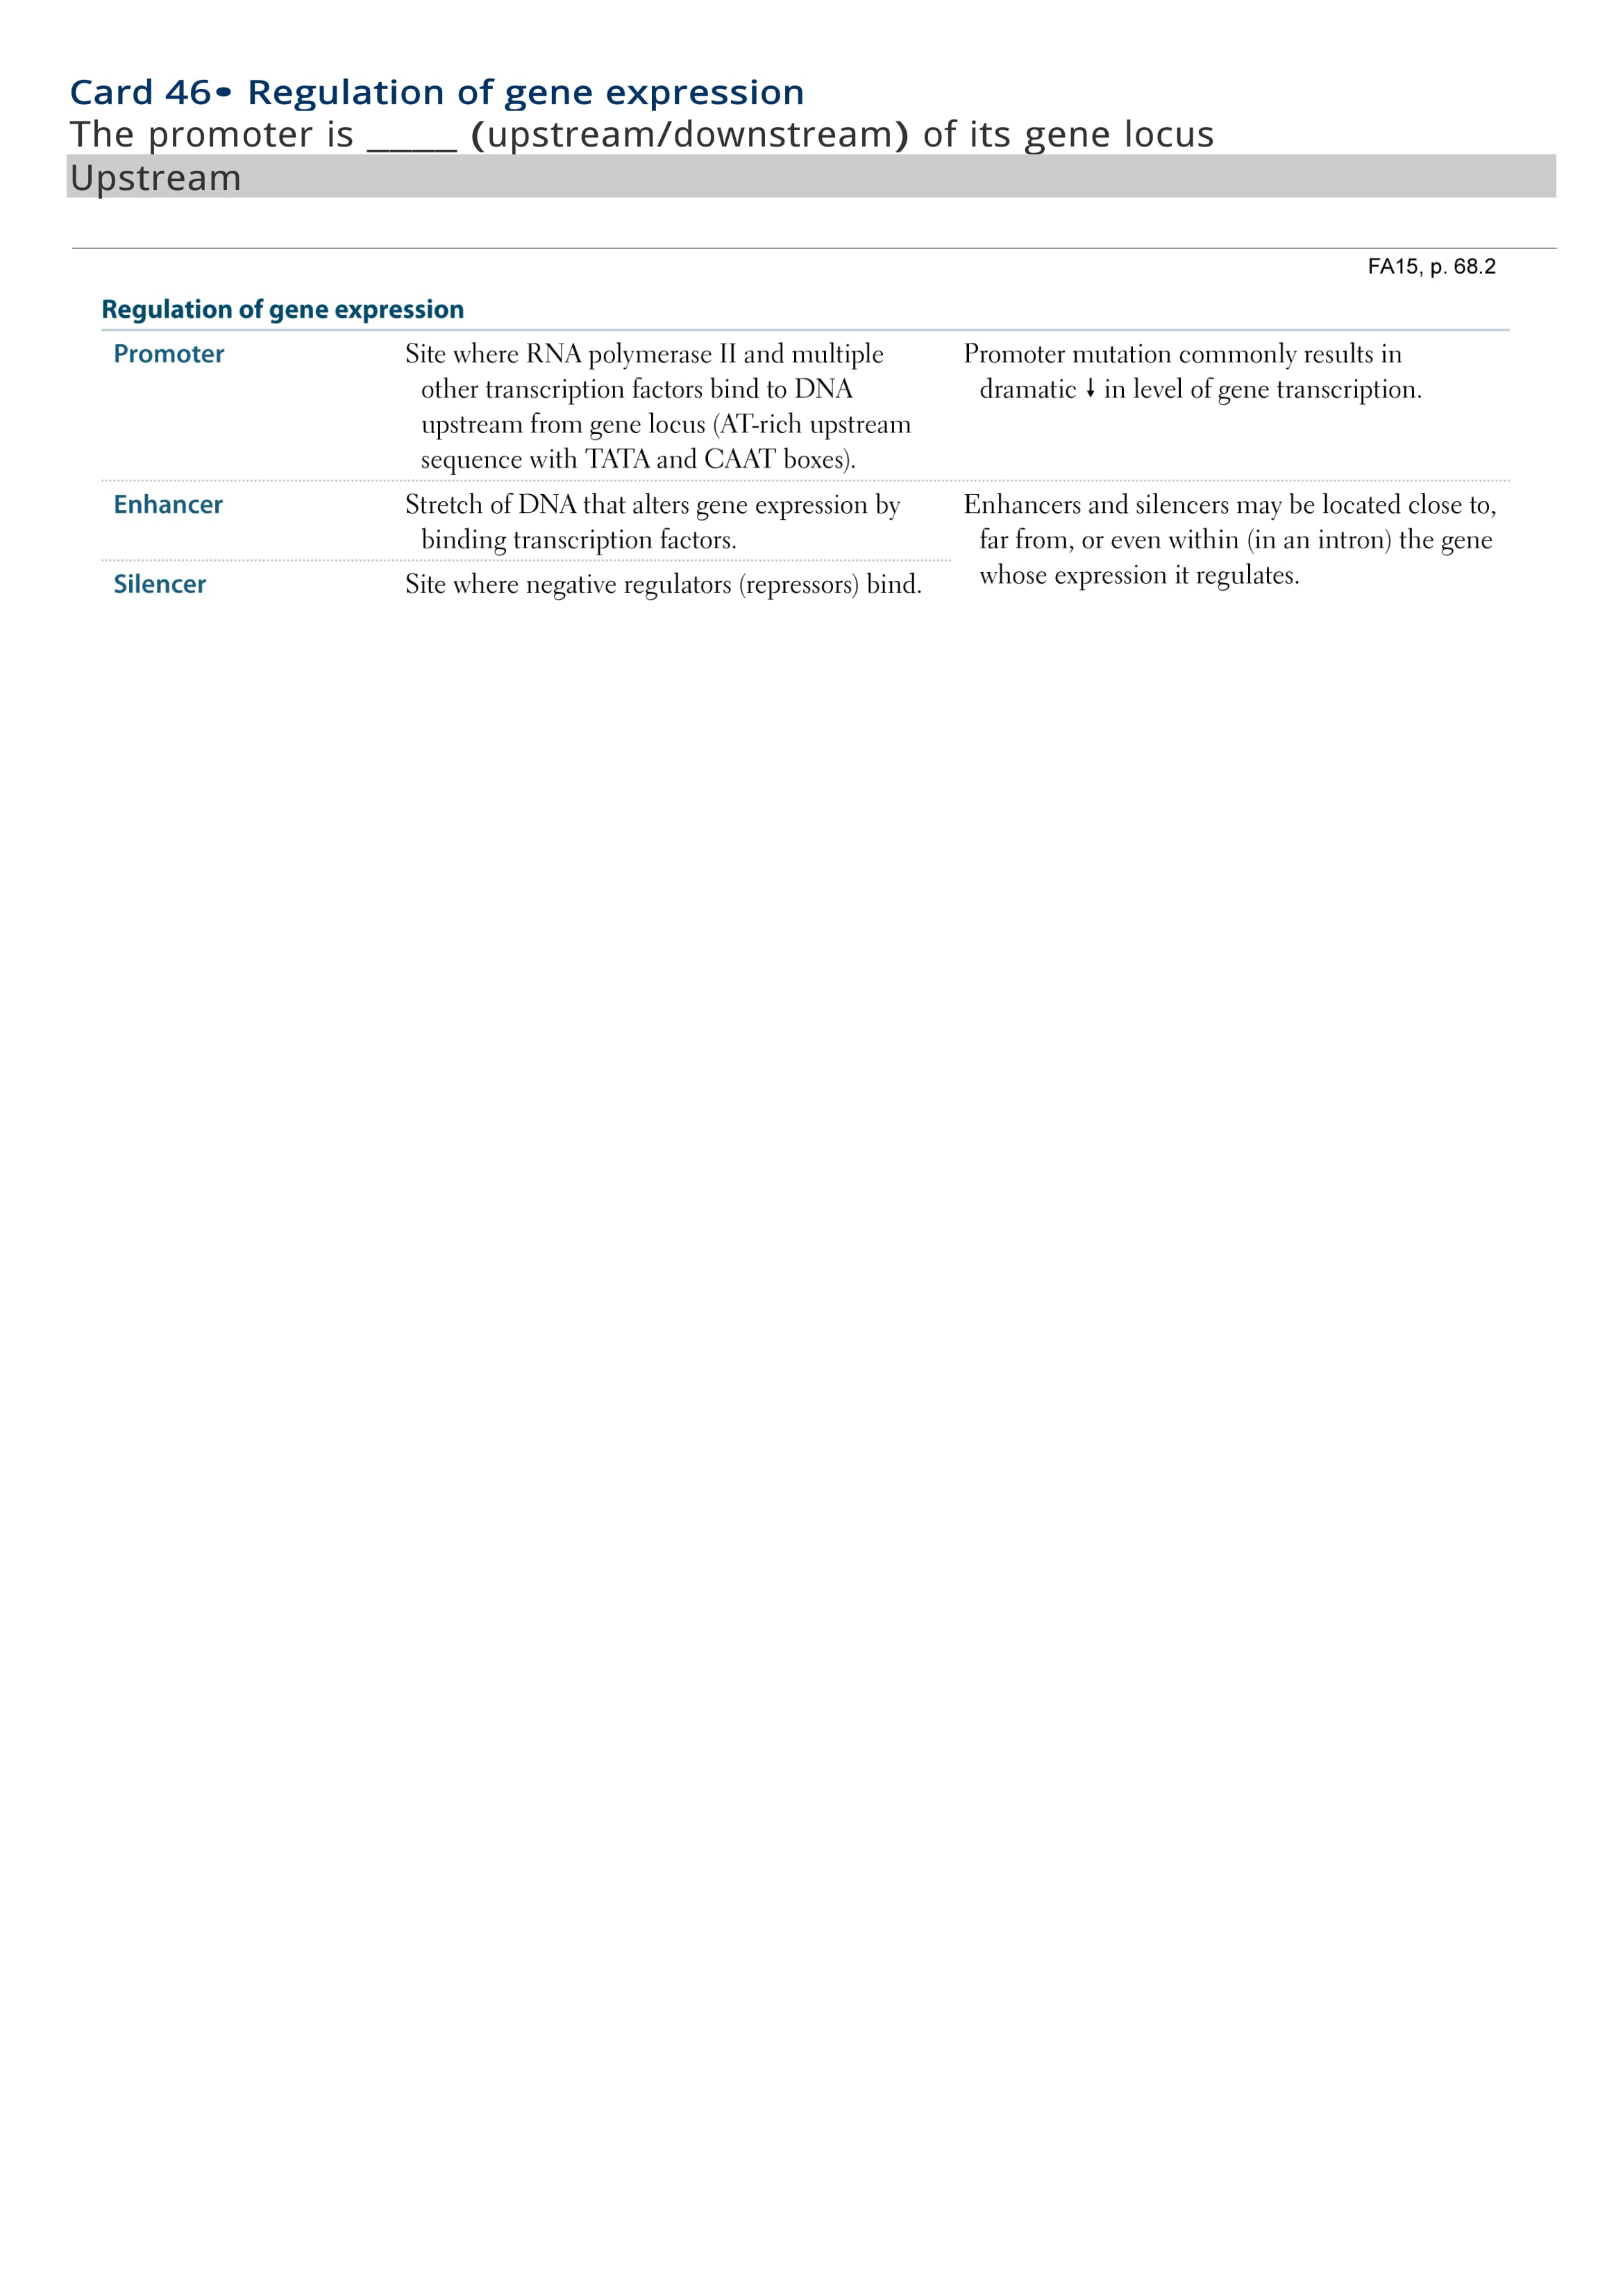 Card 46• Regulation of gene expression
The promoter is ____ (upstream/downstream) of its gene locus
Upstream
FA15, p. 68.2
Regulation of gene expression
Promoter
Site where RNA polymerase II and multiple
other transcription factors bind to DNA
upstream from gene locus (AT-rich upstream
sequence with TATA and CAAT boxes).
Promoter mutation commonly results in
dramatic ↓ in level of gene transcription.
Enhancer
Stretch of DNA that alters gene expression by
binding transcription factors.
Enhancers and silencers may be located close to,
far from, or even within (in an intron) the gene
whose expression it regulates.
Silencer
Site where negative regulators (repressors) bind.